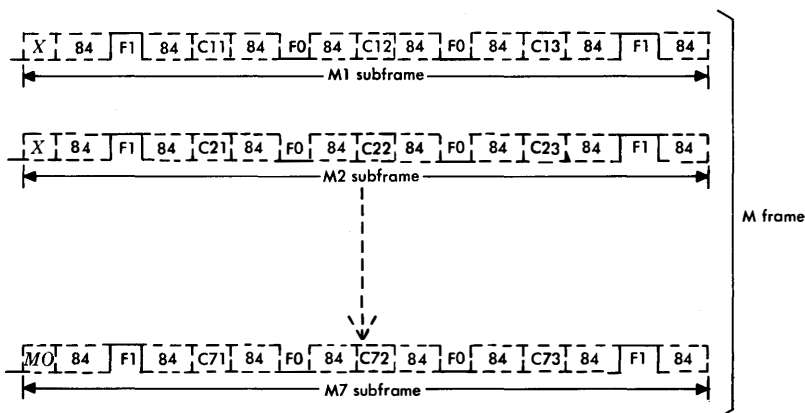 X 84 F1 84 C11 84 F0 84 C12 84 F0 84 C13 84 F1 84
M1 subframe
X 84 F1 84 C21 84 F0 84 C22 84 F0 84 C23 84 F1 84
M2 subframe
M frame
MO 84 F1 84 C71 84 F0 84 C72 84 F0 84 C73 84 F1 84
M7 subframe